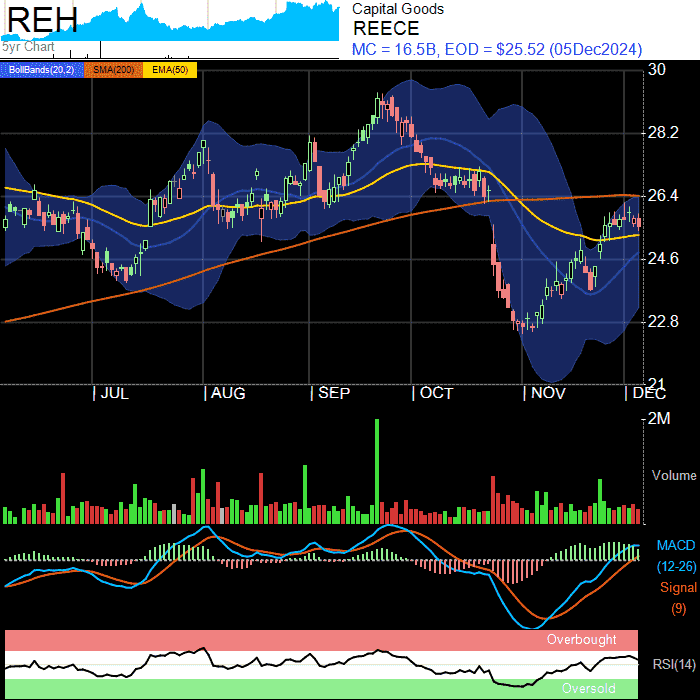 REH
5yr Chart
Capital Goods
REECE
MC = 16.5B, EOD = $25.52 (05Dec2024)
BollBands(20,2) SMA(200) EMA(50)
30
28.2
26.4
24.6
22.8
21
JUL AUG SEP OCT NOV DEC
2M
Volume
MACD
(12-26)
Signal
(9)
Overbought
RSI(14)
Oversold